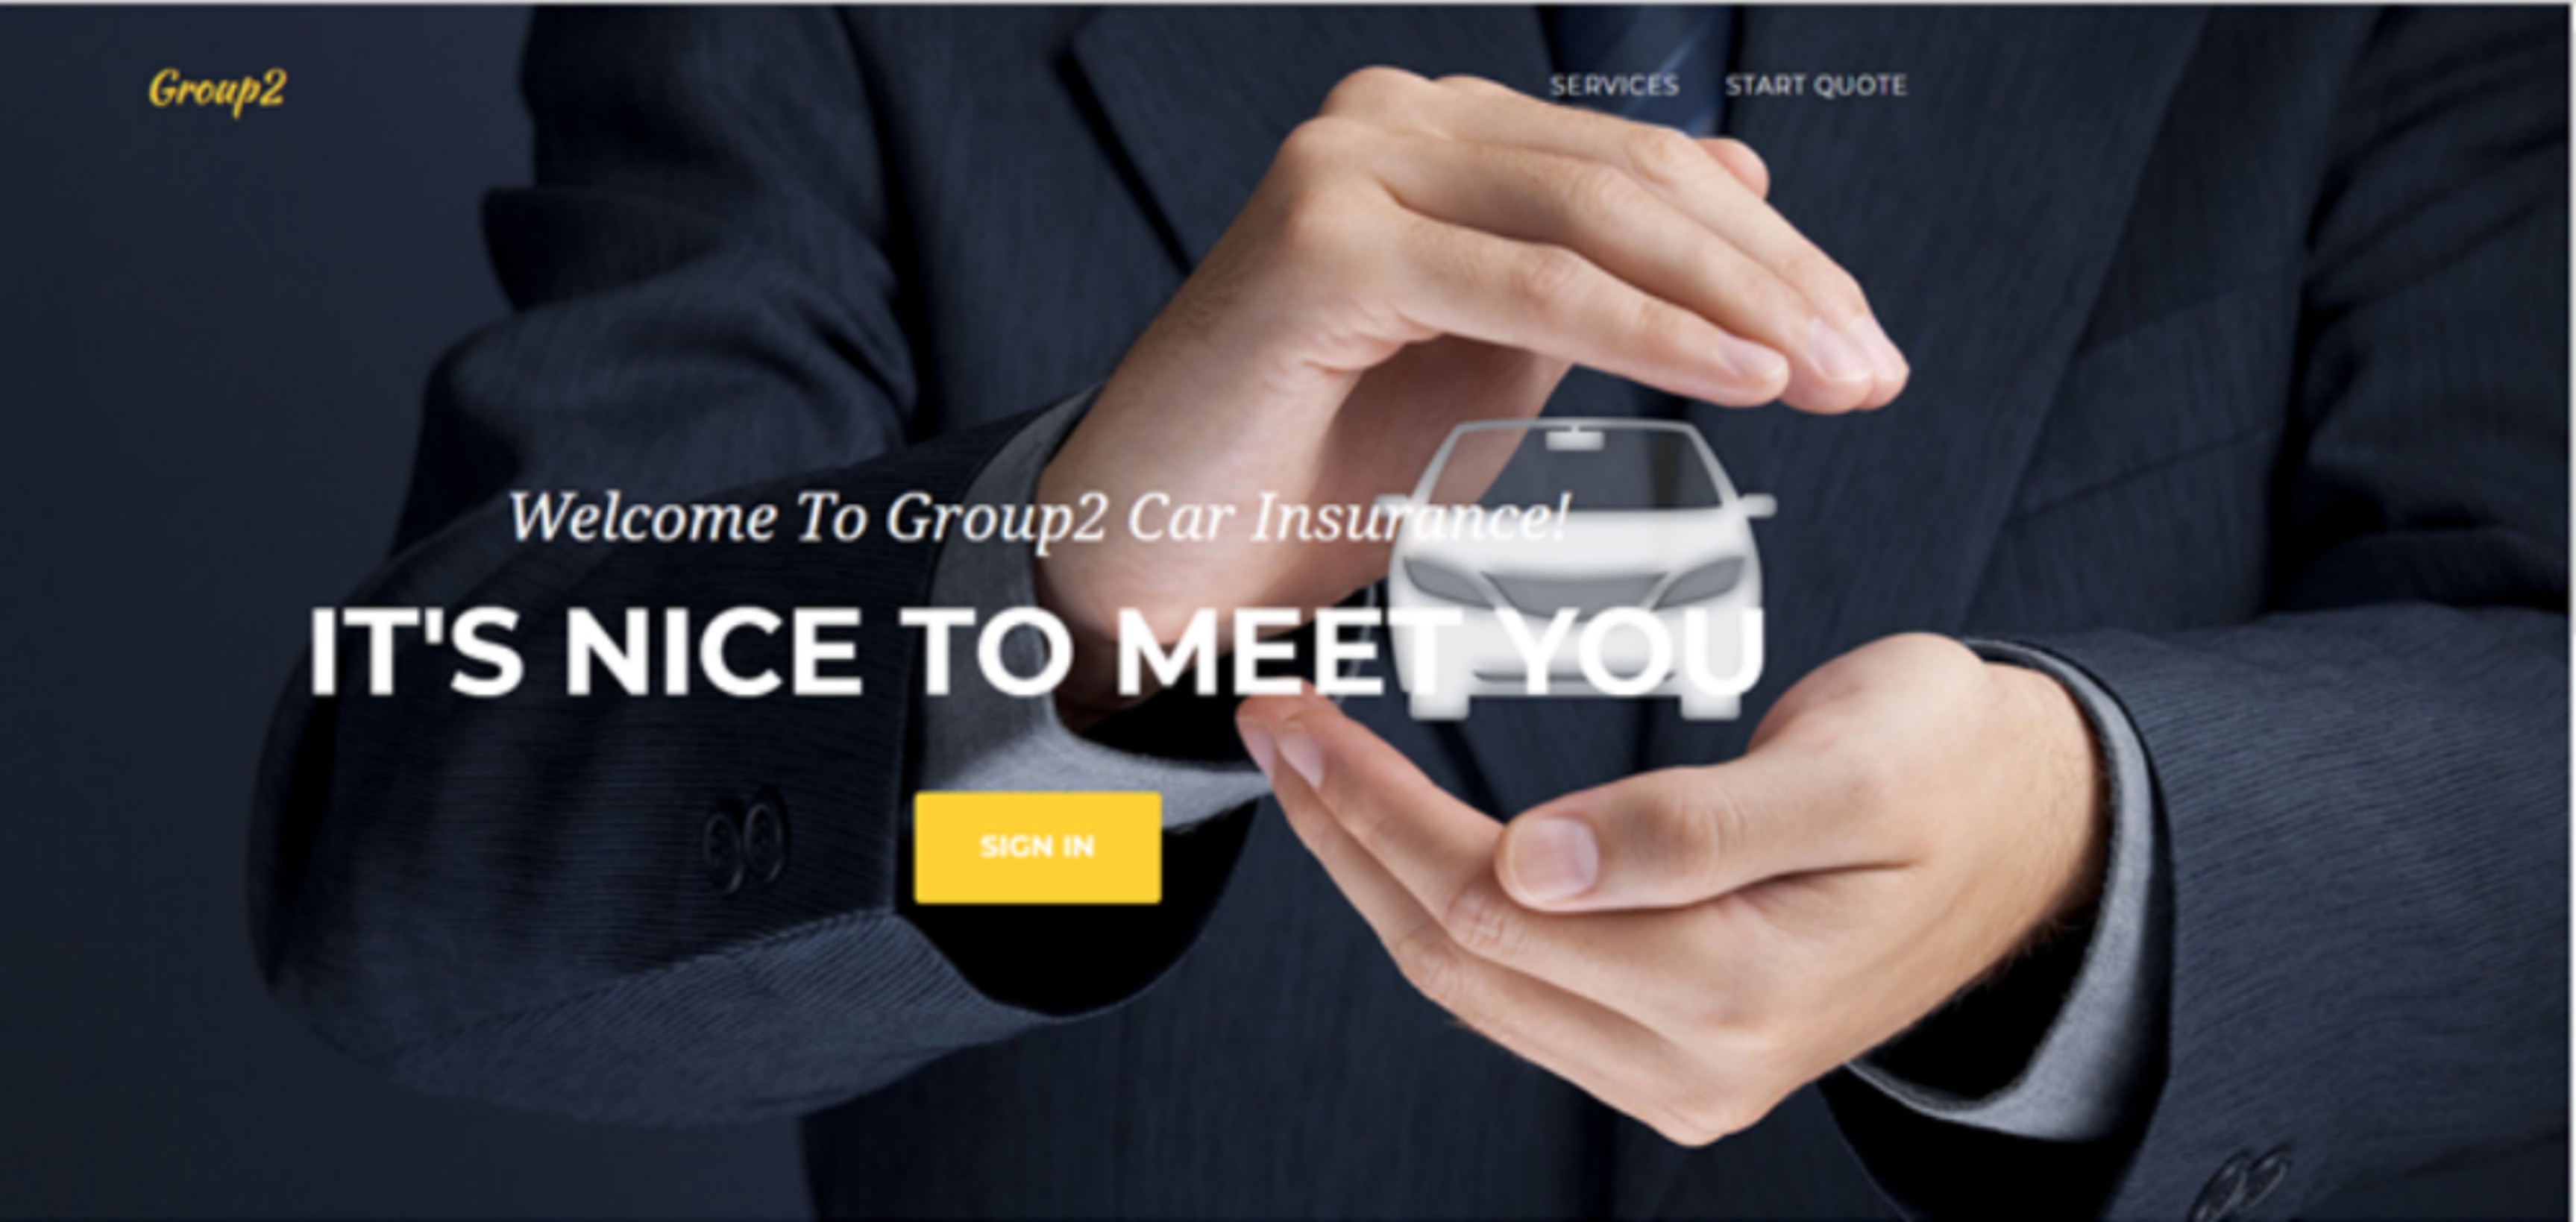 Group2
SERVICES START QUOTE
Welcome To Group2 Car Insurance!
IT'S NICE TO MEET YOU
SIGN IN